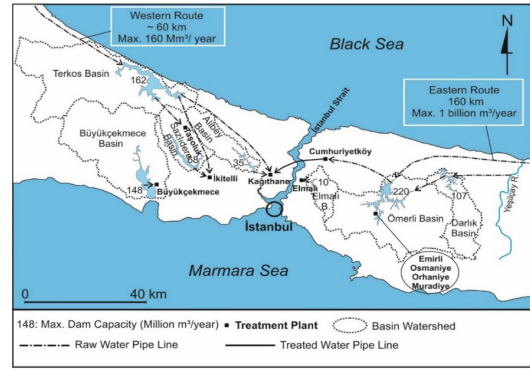 Western Route
~ 60 km
Max. 160 Mm³/ year
Black Sea
N
Terkos Basin
162
Eastern Route
160 km
Max. 1 billion m³/year
İstanbul Strait
Büyükçekmece
Basin
Sazlıdere
Basin
Taşoluk
68
Alibey
Basin
35
Cumhuriyetköy
148
Büyükçekmece
İkitelli
Kağıthane
Elmalı
10
Elmalı
B.
220
Ömerli Basin
107
Darlık
Basin
Yeşilçay R.
İstanbul
Emirli
Osmaniye
Orhaniye
Muradiye
Marmara Sea
0 40 km
148: Max. Dam Capacity (Million m³/year)
Treatment Plant
Basin Watershed
Raw Water Pipe Line
Treated Water Pipe Line